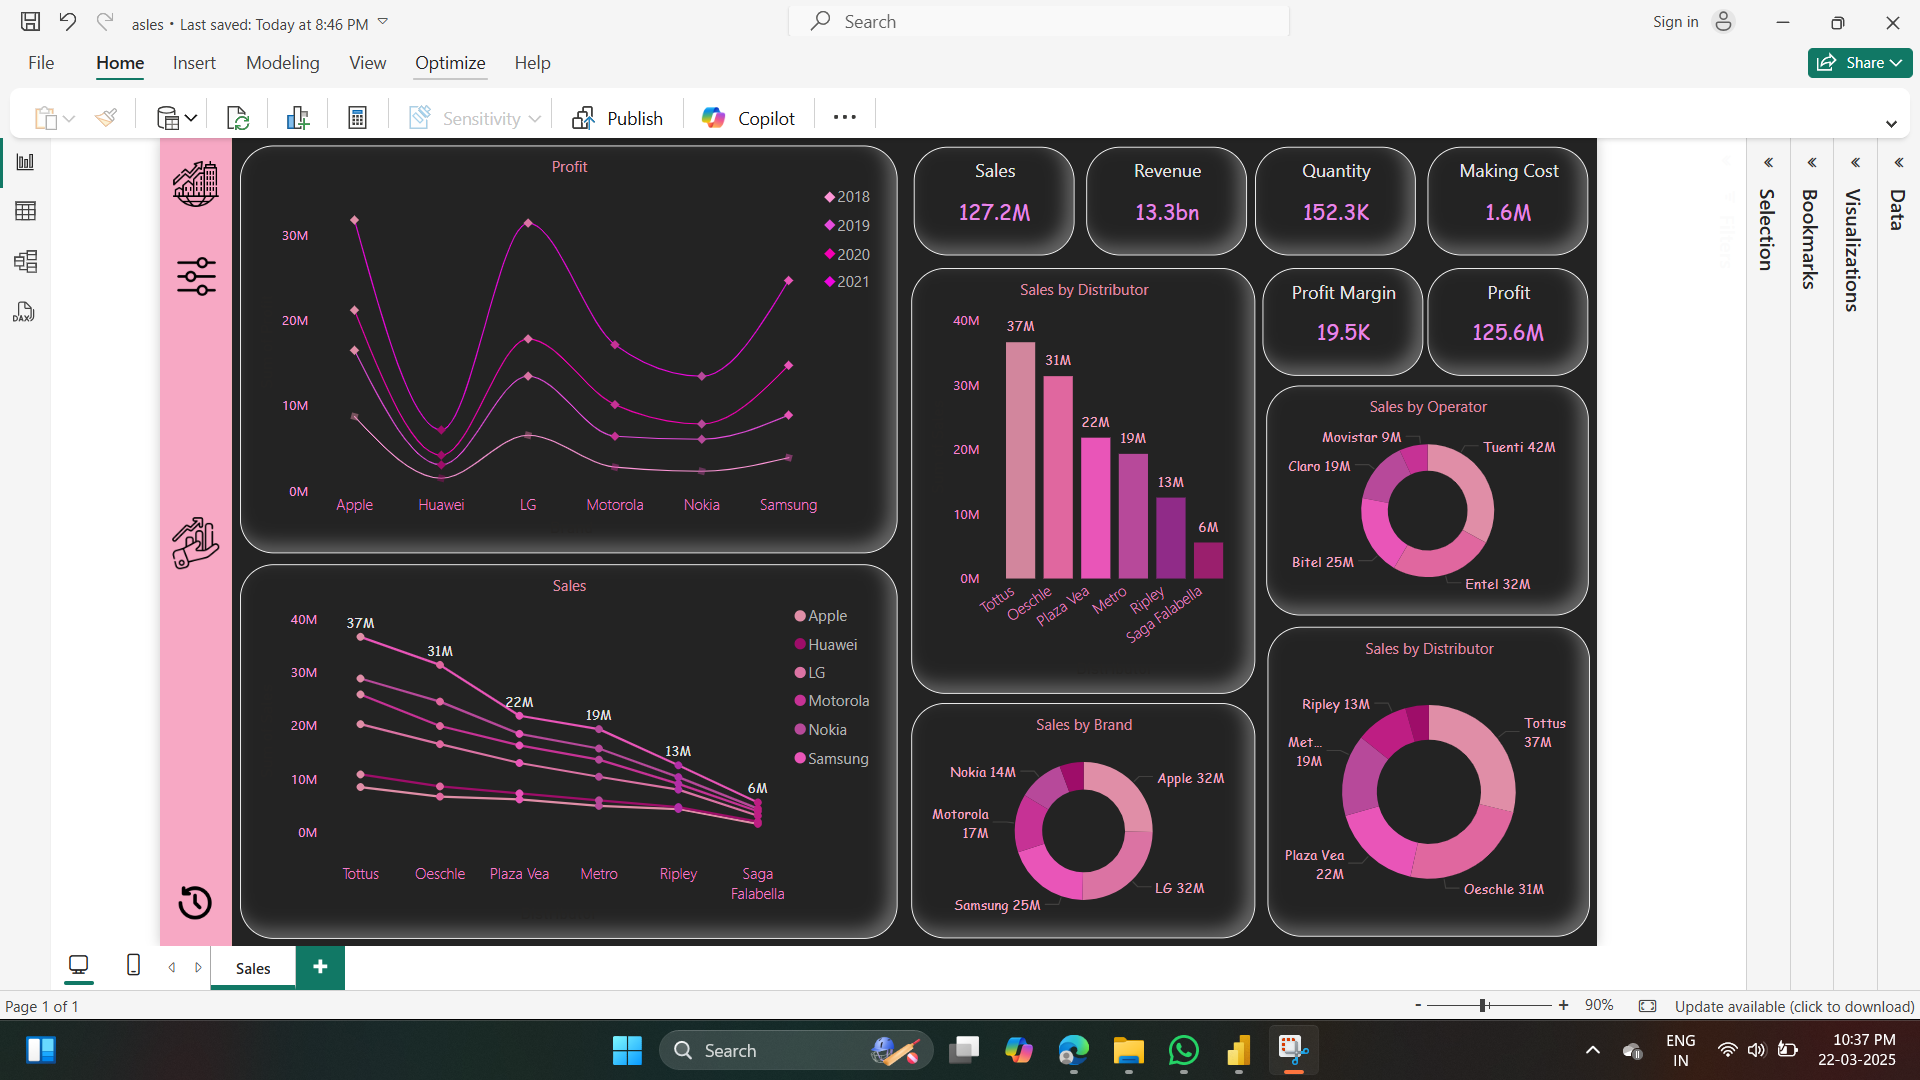 asles • Last saved: Today at 8:46 PM
Search
Sign in
File
Home
Insert
Modeling
View
Optimize
Help
Share
Sensitivity
Publish
Copilot
DAX
Profit
2018
2019
2020
2021
30M
20M
10M
0M
Apple
Huawei
LG
Motorola
Nokia
Samsung
Sales
127.2M
Revenue
13.3bn
Quantity
152.3K
Making Cost
1.6M
Profit Margin
19.5K
Profit
125.6M
Sales by Distributor
40M
30M
20M
10M
0M
37M
31M
22M
19M
13M
6M
Tottus
Oeschle
Plaza Vea
Metro
Ripley
Saga Falabella
Sales by Operator
Movistar 9M
Tuenti 42M
Claro 19M
Bitel 25M
Entel 32M
Sales
40M
30M
20M
10M
0M
37M
31M
22M
19M
13M
6M
Apple
Huawei
LG
Motorola
Nokia
Samsung
Tottus
Oeschle
Plaza Vea
Metro
Ripley
Saga
Falabella
Sales by Brand
Nokia 14M
Apple 32M
Motorola
17M
LG 32M
Samsung 25M
Sales by Distributor
Ripley 13M
Tottus
37M
Met...
19M
Plaza Vea
22M
Oeschle 31M
Filters
Selection
Bookmarks
Visualizations
Data
Sales
Page 1 of 1
90%
Update available (click to download)
Search
ENG
IN
10:37 PM
22-03-2025